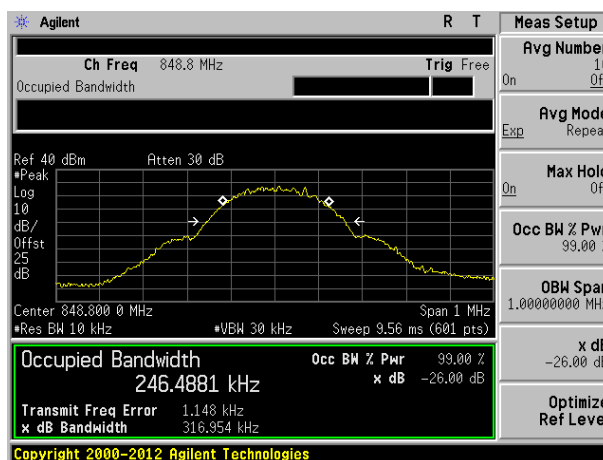 Agilent R T
Ch Freq 848.8 MHz Trig Free
Occupied Bandwidth
Ref 40 dBm Atten 30 dB
#Peak
Log
10
dB/
Offst
25
dB
Center 848.800 0 MHz Span 1 MHz
#Res BW 10 kHz #VBW 30 kHz Sweep 9.56 ms (601 pts)
Occupied Bandwidth Occ BW % Pwr 99.00 %
246.4881 kHz x dB -26.00 dB
Transmit Freq Error 1.148 kHz
x dB Bandwidth 316.954 kHz
Copyright 2000-2012 Agilent Technologies
Meas Setup
Avg Number
10
On Of
Avg Mode
Exp Repea
Max Hold
On Of
Occ BW % Pwr
99.00
OBW Span
1.00000000 MH
x dB
-26.00 dB
Optimize
Ref Level